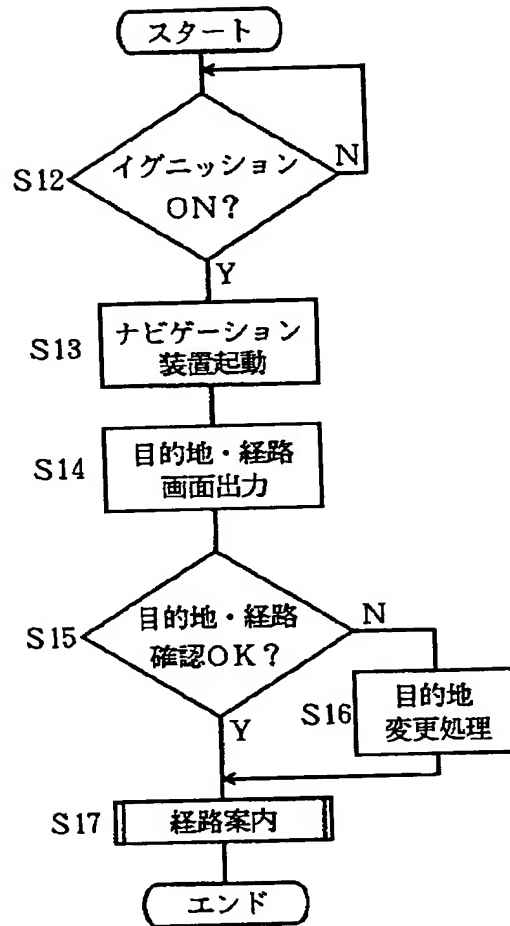 スタート
N
S12
イグニッション
ON?
Y
S13
ナビゲーション
装置起動
S14
目的地・経路
画面出力
S15
目的地・経路
確認OK?
N
Y
S16
目的地
変更処理
S17
経路案内
エンド